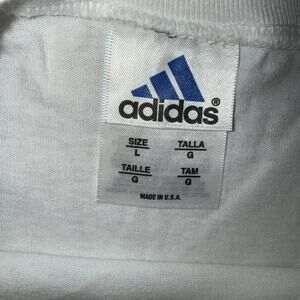 adidas®
SIZE TALLA
L G
TAILLE TAM
G G
MADE IN U.S.A.